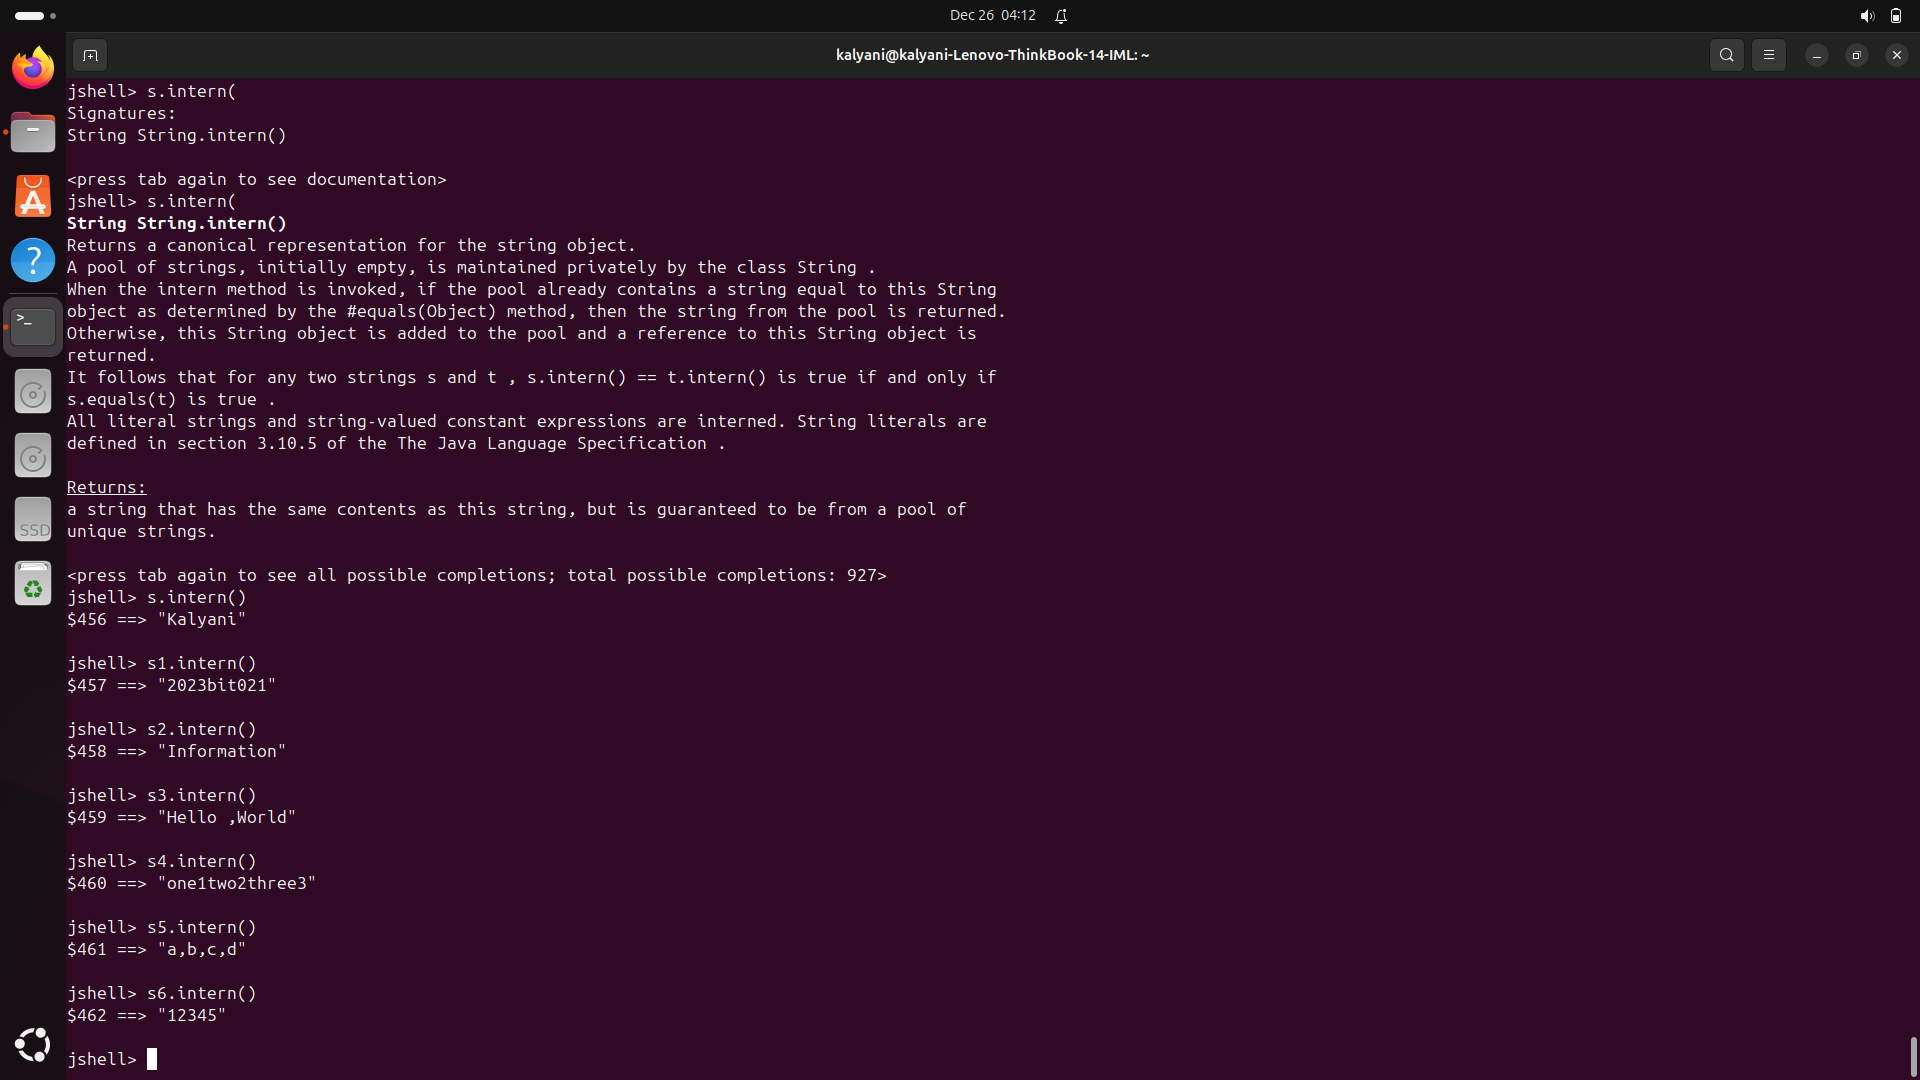 Dec 26 04:12
kalyani@kalyani-Lenovo-ThinkBook-14-IML: ~
jshell> s.intern(
Signatures:
String String.intern()
<press tab again to see documentation>
jshell> s.intern(
String String.intern()
Returns a canonical representation for the string object.
A pool of strings, initially empty, is maintained privately by the class String .
When the intern method is invoked, if the pool already contains a string equal to this String
object as determined by the #equals(Object) method, then the string from the pool is returned.
Otherwise, this String object is added to the pool and a reference to this String object is
returned.
It follows that for any two strings s and t , s.intern() == t.intern() is true if and only if
s.equals(t) is true .
All literal strings and string-valued constant expressions are interned. String literals are
defined in section 3.10.5 of the The Java Language Specification .
Returns:
a string that has the same contents as this string, but is guaranteed to be from a pool of
unique strings.
<press tab again to see all possible completions; total possible completions: 927>
jshell> s.intern()
$456 ==> "Kalyani"
jshell> s1.intern()
$457 ==> "2023bit021"
jshell> s2.intern()
$458 ==> "Information"
jshell> s3.intern()
$459 ==> "Hello ,World"
jshell> s4.intern()
$460 ==> "one1two2three3"
jshell> s5.intern()
$461 ==> "a,b,c,d"
jshell> s6.intern()
$462 ==> "12345"
jshell>
SSD